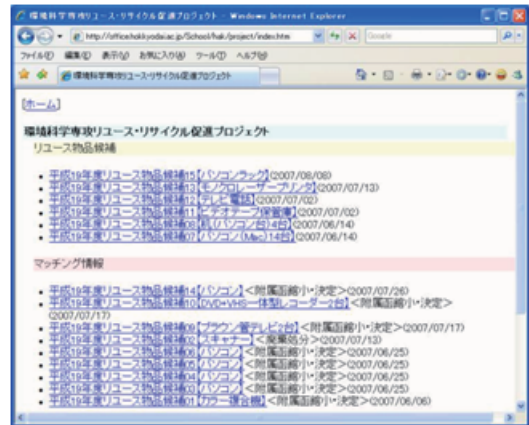 環境科学専攻リユース・リサイクル促進プロジェクト - Windows Internet Explorer
http://office.hokkyodai.ac.jp/School/hak/project/index.htm
Google
ファイル(F) 編集(E) 表示(V) お気に入り(A) ツール(T) ヘルプ(H)
環境科学専攻リユース・リサイクル促進プロジェクト
[ホーム]
環境科学専攻リユース・リサイクル促進プロジェクト
リユース物品候補
平成19年度リユース物品候補15【パソコンラック】(2007/08/08)
平成19年度リユース物品候補13【モノクロレーザープリンタ】(2007/07/13)
平成19年度リユース物品候補12【テレビ電話】(2007/07/02)
平成19年度リユース物品候補11【ビデオテープ保管庫】(2007/07/02)
平成19年度リユース物品候補08【机(パソコン台)4台】(2007/06/14)
平成19年度リユース物品候補07【パソコン(Mac)14台】(2007/06/14)
マッチング情報
平成19年度リユース物品候補14【パソコン】<附属函館小・決定>(2007/07/26)
平成19年度リユース物品候補10【DVD+VHS一体型レコーダー2台】<附属函館小・決定>
(2007/07/17)
平成19年度リユース物品候補09【ブラウン管テレビ2台】<附属函館小・決定>(2007/07/17)
平成19年度リユース物品候補02【スキャナー】<廃棄処分>(2007/07/13)
平成19年度リユース物品候補06【パソコン】<附属函館小・決定>(2007/06/25)
平成19年度リユース物品候補05【パソコン】<附属函館小・決定>(2007/06/25)
平成19年度リユース物品候補04【パソコン】<附属函館小・決定>(2007/06/25)
平成19年度リユース物品候補03【パソコン】<附属函館小・決定>(2007/06/25)
平成19年度リユース物品候補01【カラー複合機】<附属函館小・決定>(2007/06/06)